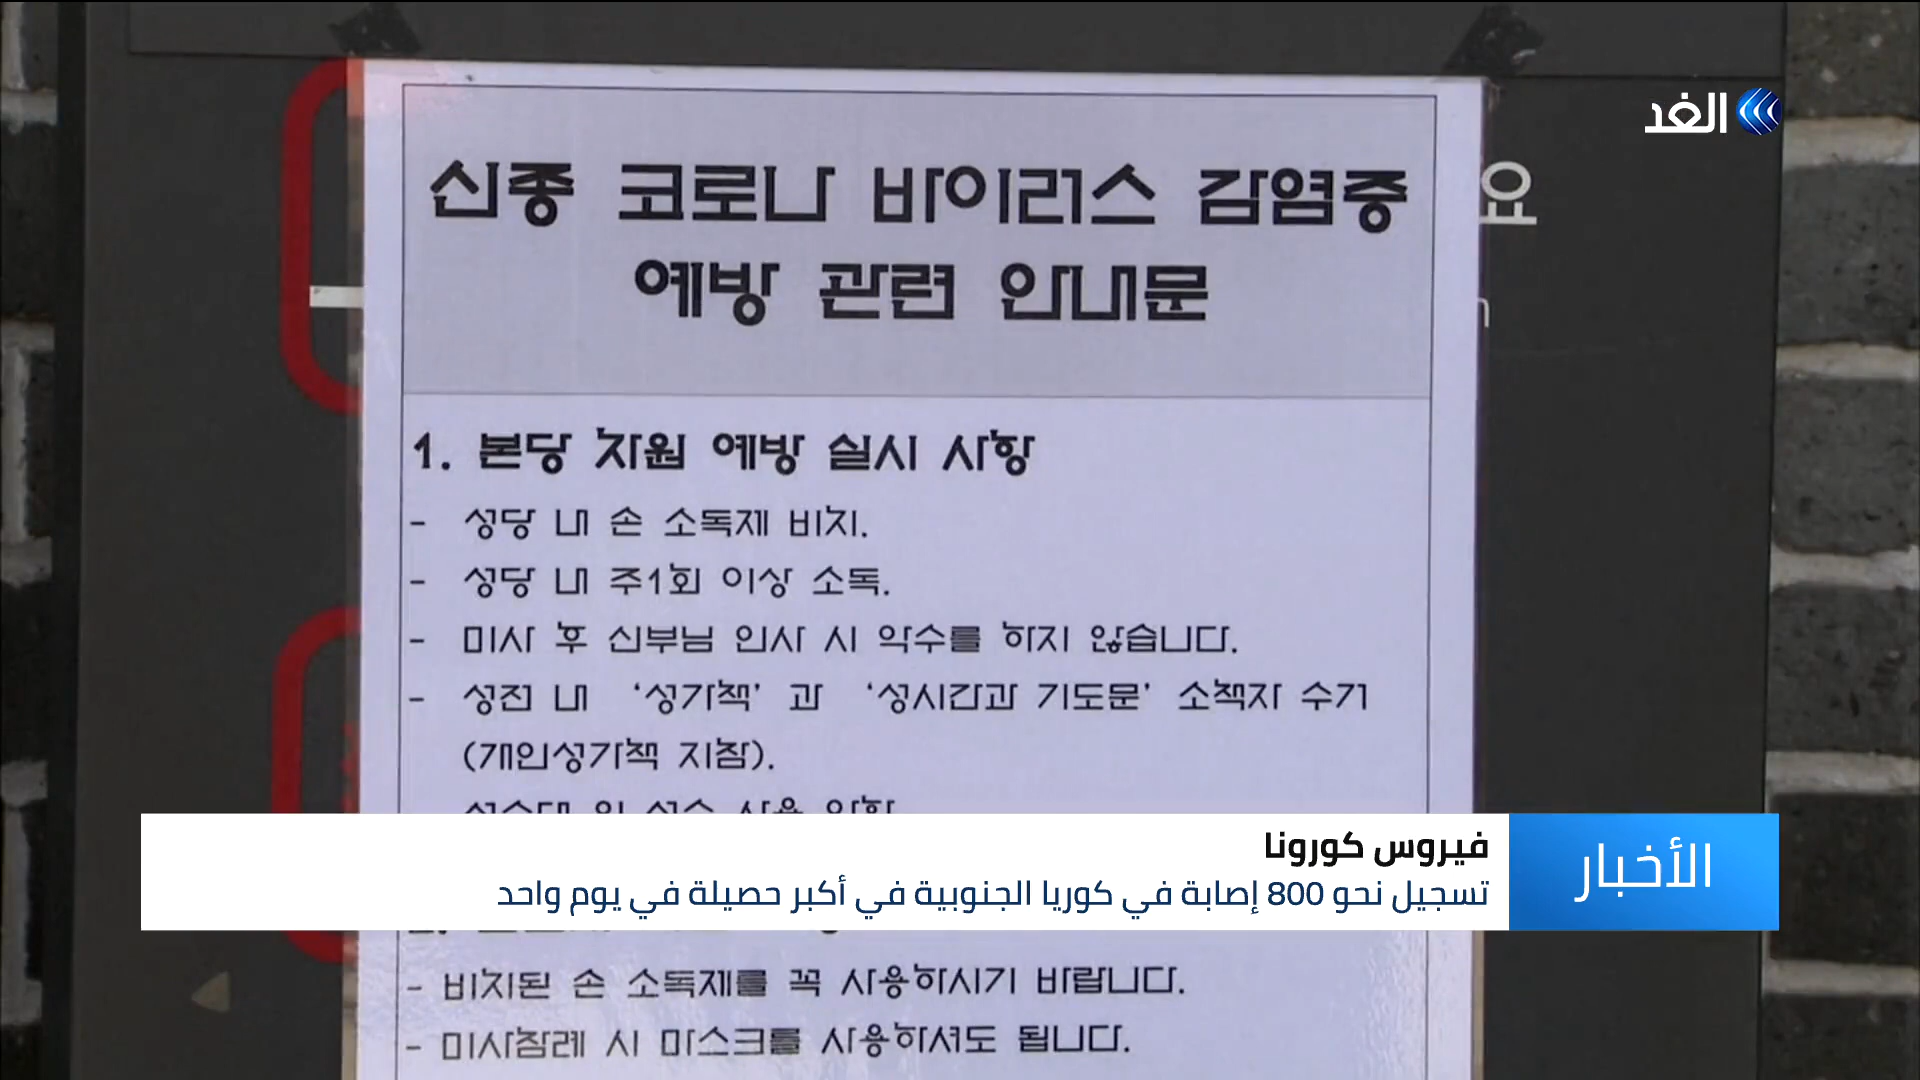 الغد
신종 코로나 바이러스 감염증
예방 관련 안내문
1. 본당 차원 예방 실시 사항
- 성당 내 손 소독제 비치.
- 성당 내 주1회 이상 소독.
- 미사 후 신부님 인사 시 악수를 하지 않습니다.
- 성전 내 '성가책' 과 '성시간과 기도문' 소책자 수거
(개인성가책 지참).
- 비치된 손 소독제를 꼭 사용하시기 바랍니다.
- 미사참례 시 마스크를 사용하셔도 됩니다.
요
الأخبار
فيروس كورونا
تسجيل نحو 800 إصابة في كوريا الجنوبية في أكبر حصيلة في يوم واحد